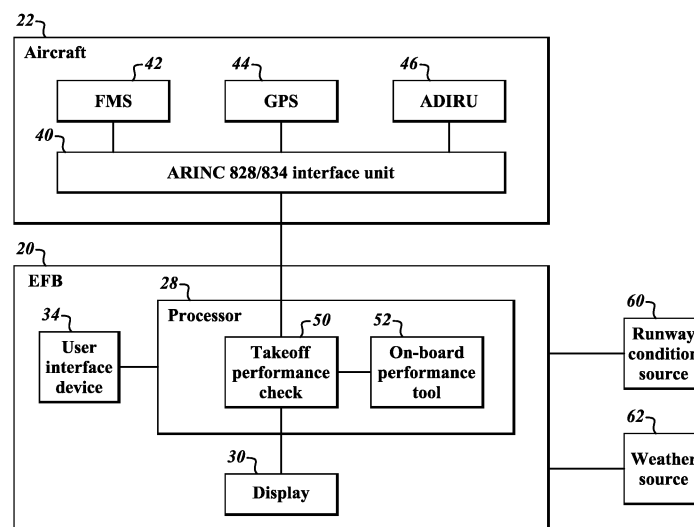 22
Aircraft
42
44
46
FMS
GPS
ADIRU
40
ARINC 828/834 interface unit
20
EFB
28
Processor
34
User
interface
device
50
Takeoff
performance
check
52
On-board
performance
tool
30
Display
60
Runway
condition
source
62
Weather
source